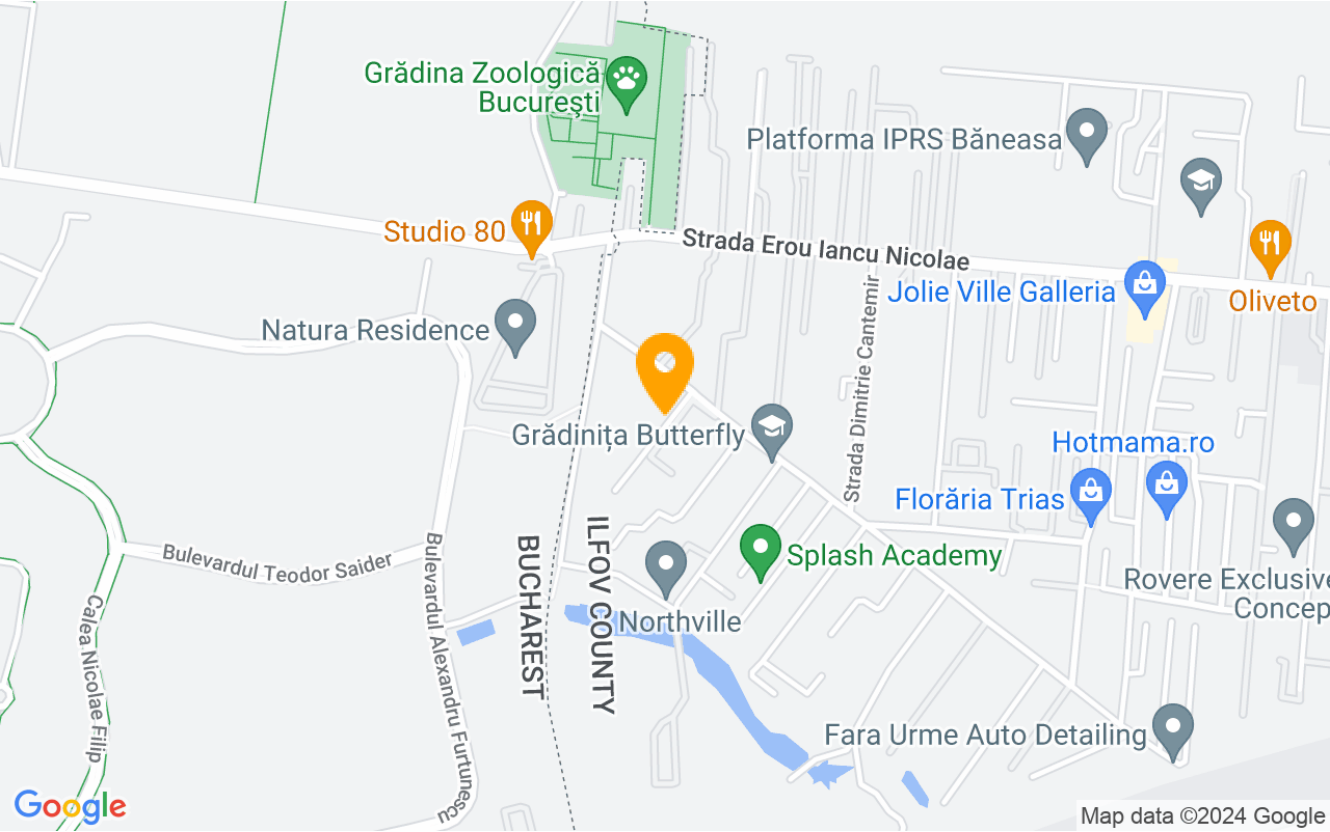 Grădina Zoologică
București
Platforma IPRS Băneasa
Studio 80
Strada Erou Iancu Nicolae
Jolie Ville Galleria
Oliveto
Natura Residence
Strada Dimitrie Cantemir
Grădinița Butterfly
Hotmama.ro
Florăria Trias
Bulevardul Teodor Saider
Bulevardul Alexandru Furtunescu
BUCHAREST
ILFOV COUNTY
Splash Academy
Rovere Exclusive
Concep
Calea Nicolae Filip
Northville
Fara Urme Auto Detailing
Google
Map data ©2024 Google